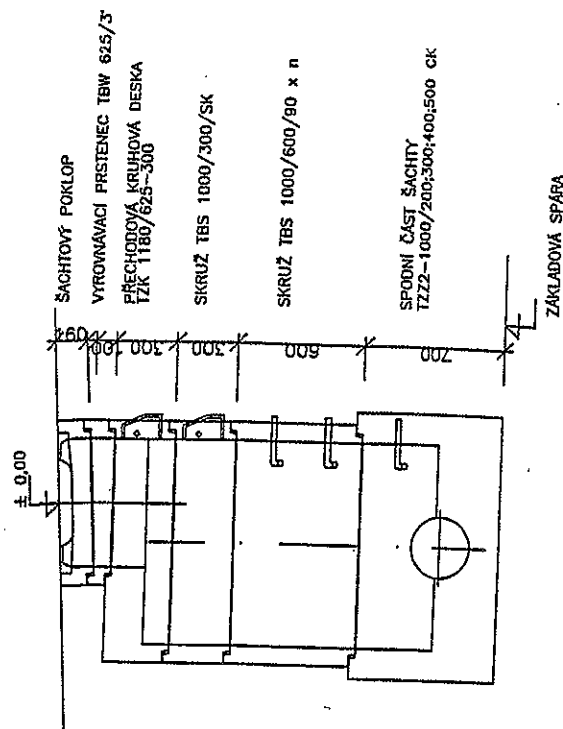 ± 0,00
ŠACHTOVÝ POKLOP
VYROVNÁVACÍ PRSTENEC TBW 625/
PŘECHODOVÁ KRUHOVÁ DESKA
TZK 1180/625-300
SKRUŽ TBS 1000/300/SK
SKRUŽ TBS 1000/600/90 x n
SPODNÍ ČÁST ŠACHTY
TZZ2-1000/200;300;400;500 CK
ZÁKLADOVÁ SPÁRA
160
300
300
600
700